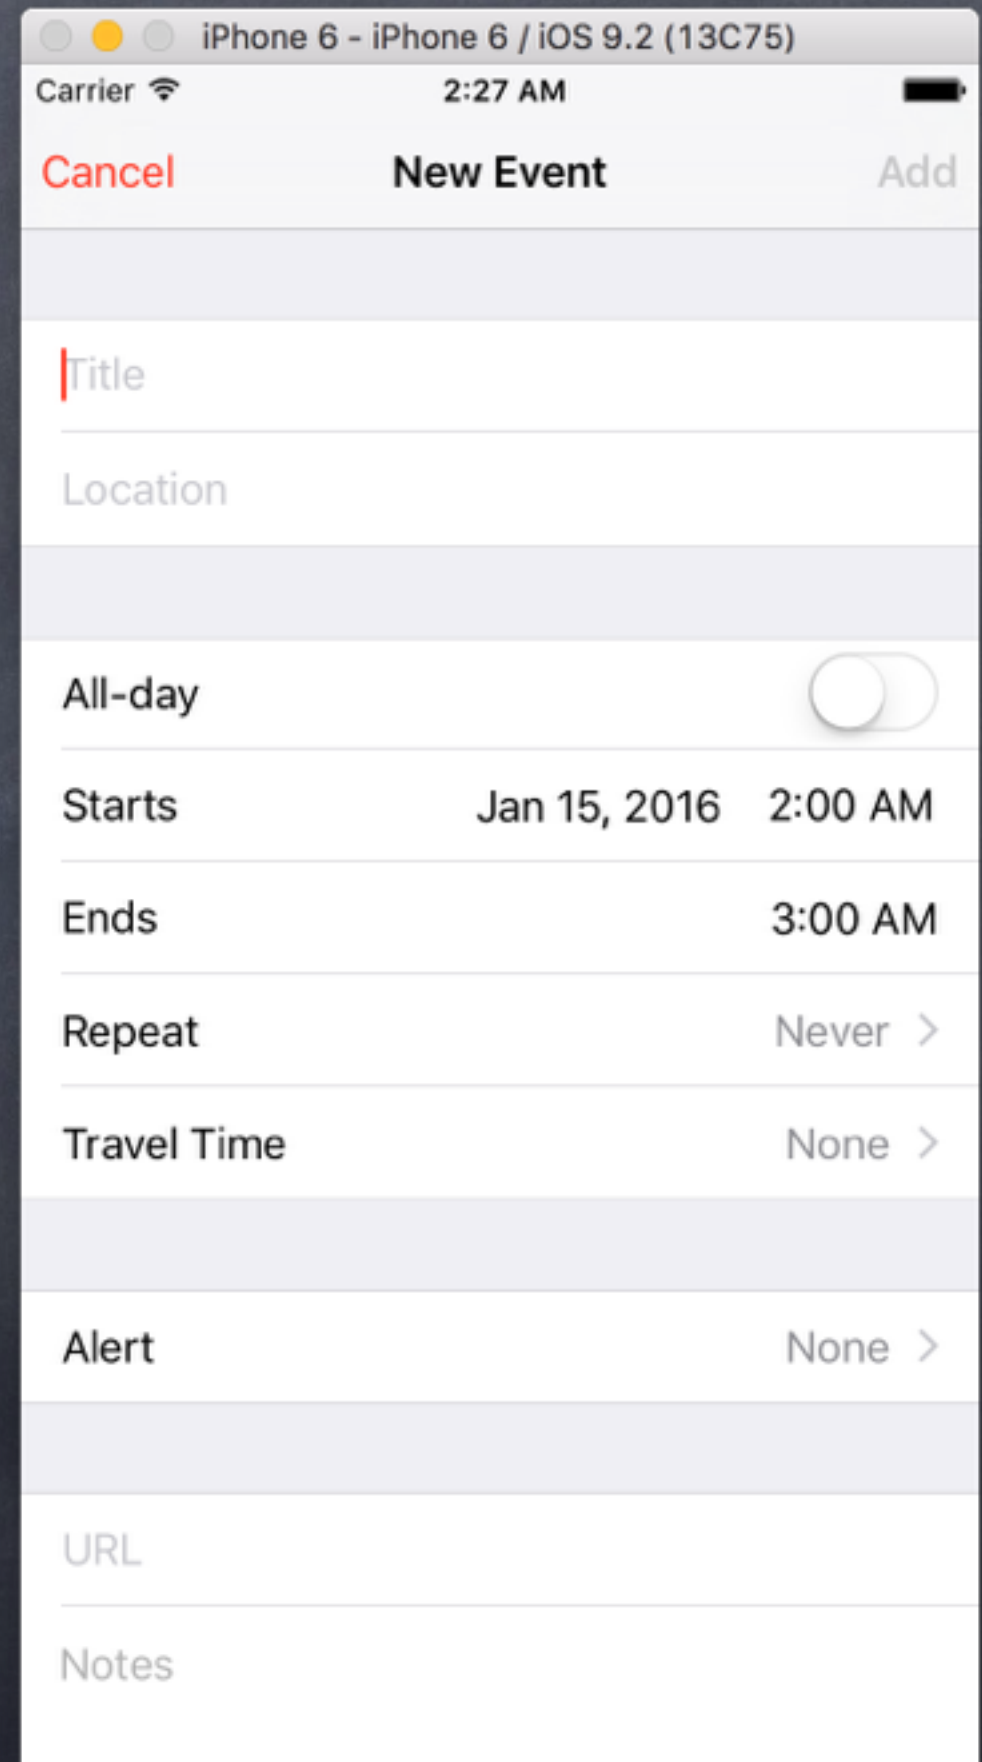 iPhone 6 - iPhone 6 / iOS 9.2 (13C75)
Carrier 2:27 AM
Cancel New Event Add
Title
Location
All-day
Starts Jan 15, 2016 2:00 AM
Ends 3:00 AM
Repeat Never
Travel Time None
Alert None
URL
Notes